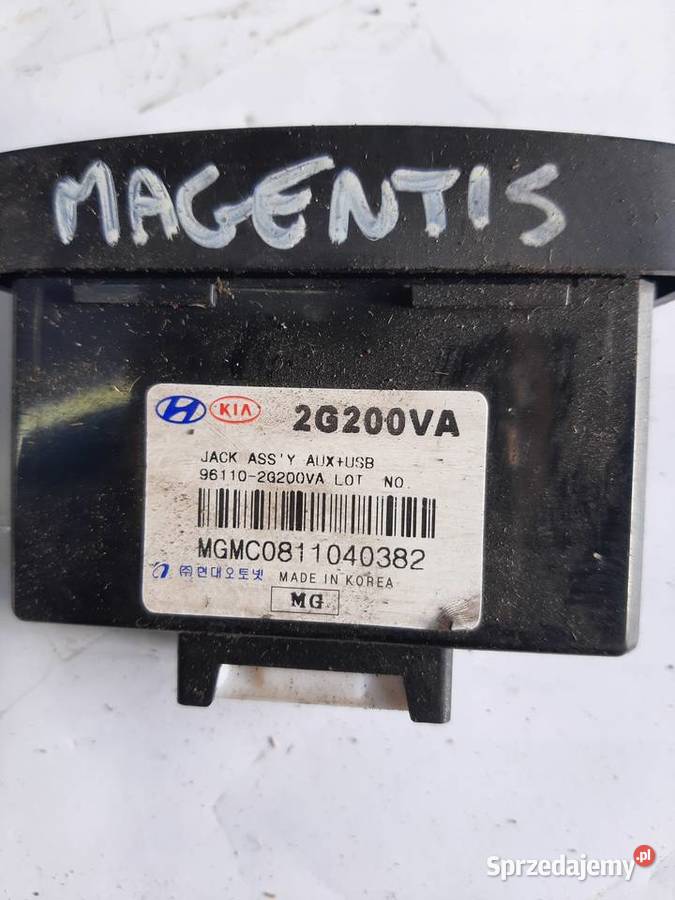 MAGENTIS
KIA 2G200VA
JACK ASS'Y AUX+USB
96110-2G200VA LOT NO.
MGMC0811040382
(주)현대오토넷 MADE IN KOREA
MG
Sprzedajemy.pl